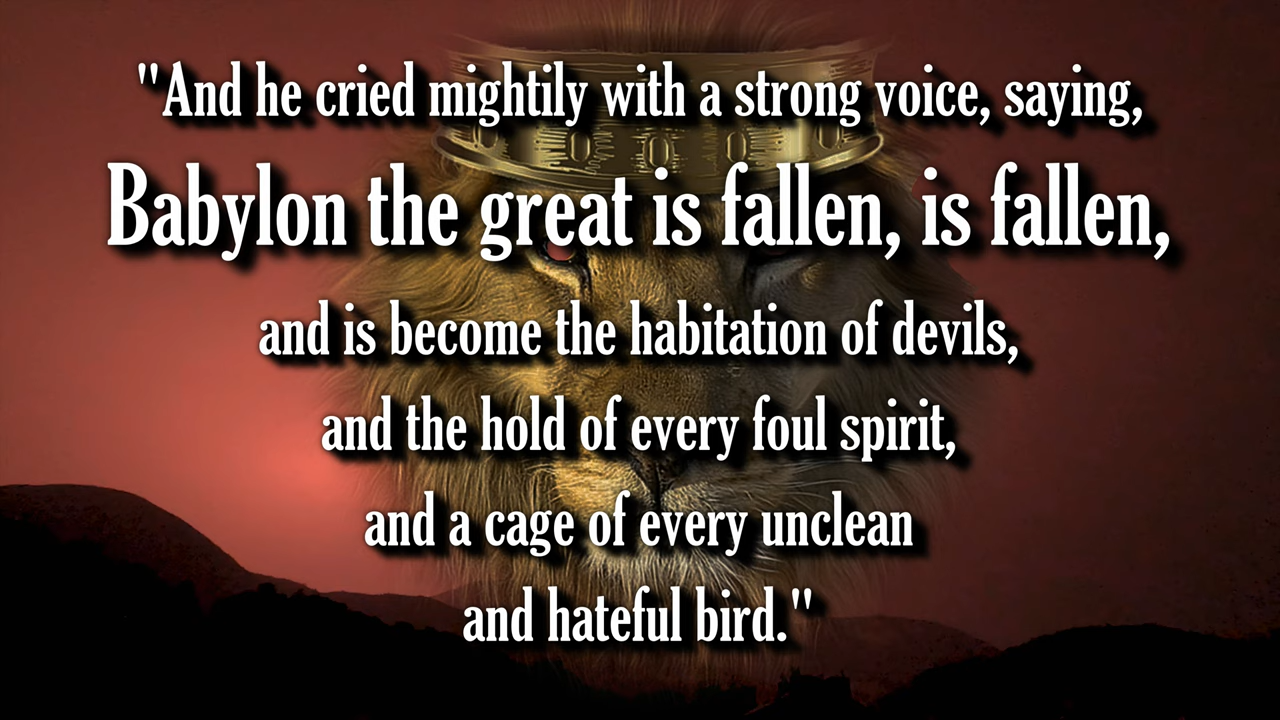 "And he cried mightily with a strong voice, saying,
Babylon the great is fallen, is fallen,
and is become the habitation of devils,
and the hold of every foul spirit,
and a cage of every unclean
and hateful bird."